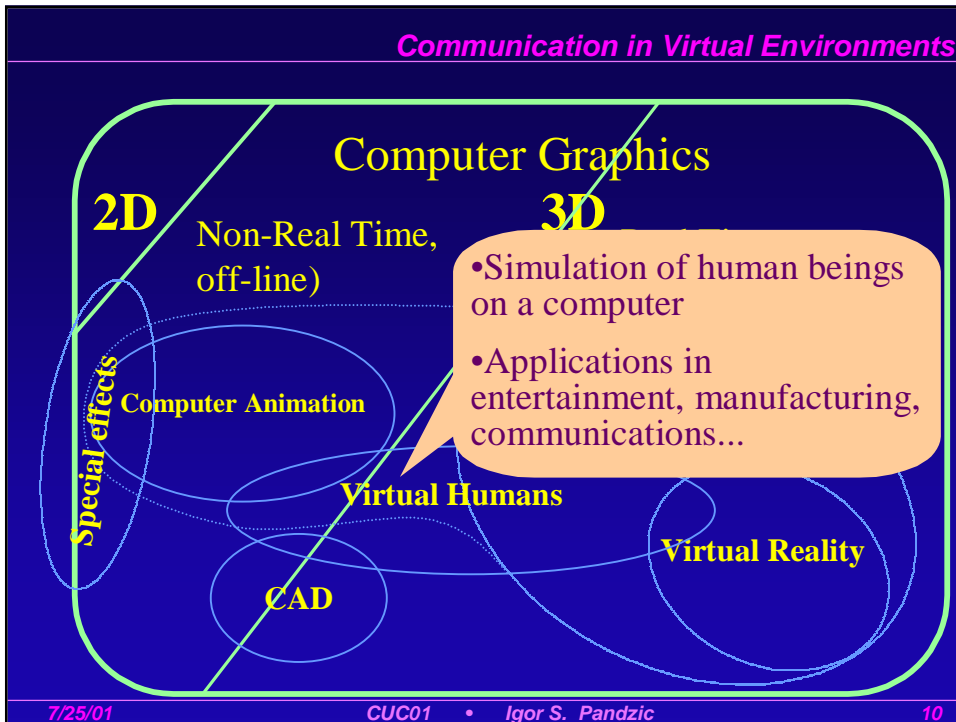 Communication in Virtual Environments
Computer Graphics
2D
3D
Non-Real Time,
off-line)
•Simulation of human beings
on a computer
•Applications in
entertainment, manufacturing,
communications...
Special effects
Computer Animation
Virtual Humans
Virtual Reality
CAD
7/25/01
CUC01 • Igor S. Pandzic
10